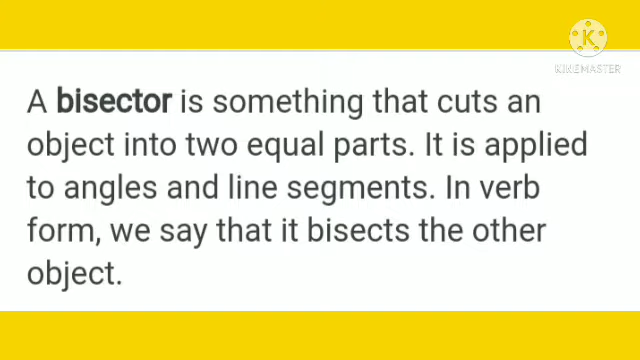 KINEMASTER
A bisector is something that cuts an
object into two equal parts. It is applied
to angles and line segments. In verb
form, we say that it bisects the other
object.